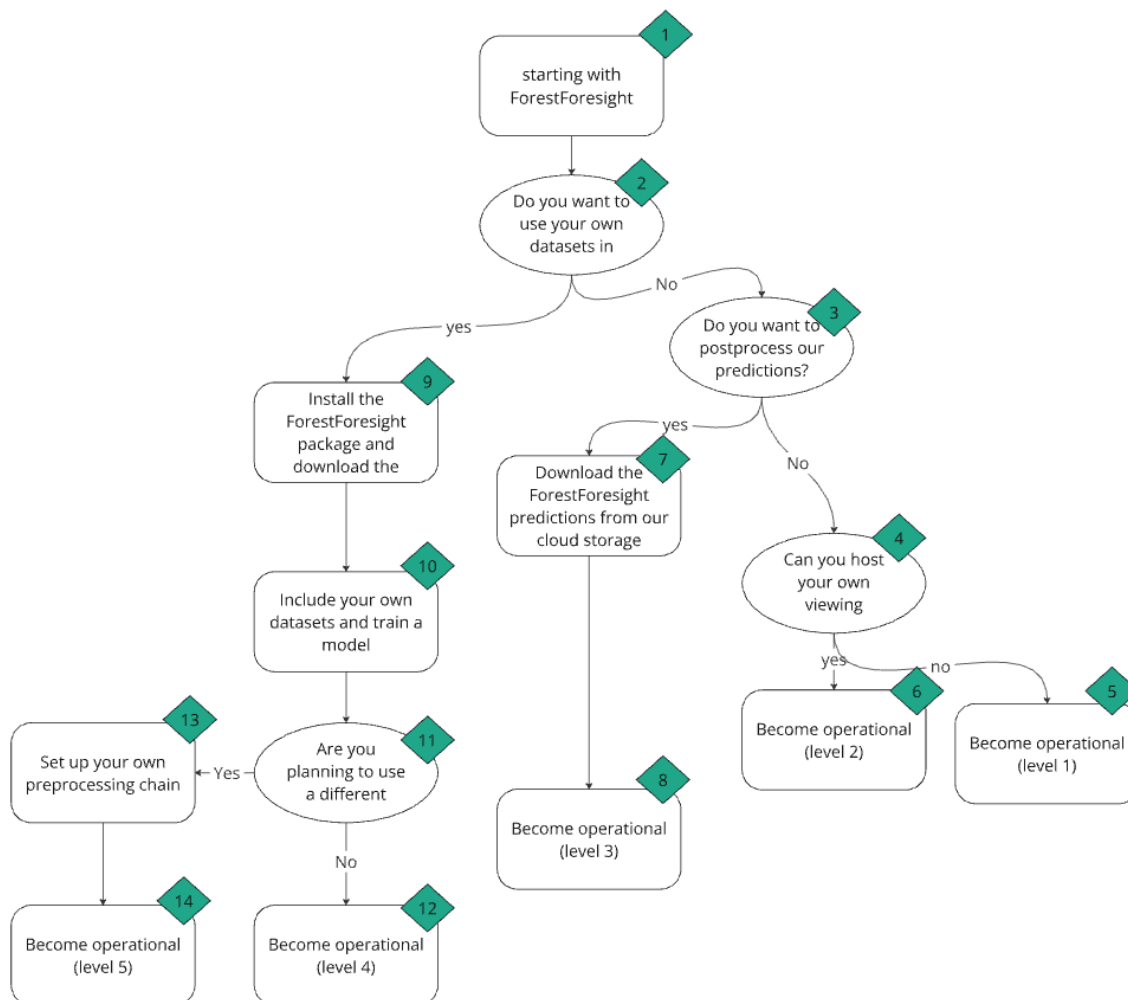 1
starting with
ForestForesight
2
Do you want to
use your own
datasets in
No
yes
3
Do you want to
postprocess our
predictions?
9
Install the
ForestForesight
package and
download the
yes
7
Download the
ForestForesight
predictions from our
cloud storage
No
4
Can you host
your own
viewing
10
Include your own
datasets and train a
model
yes
no
6
Become operational
(level 2)
5
Become operational
(level 1)
13
Set up your own
preprocessing chain
Yes
11
Are you
planning to use
a different
8
Become operational
(level 3)
No
14
Become operational
(level 5)
12
Become operational
(level 4)